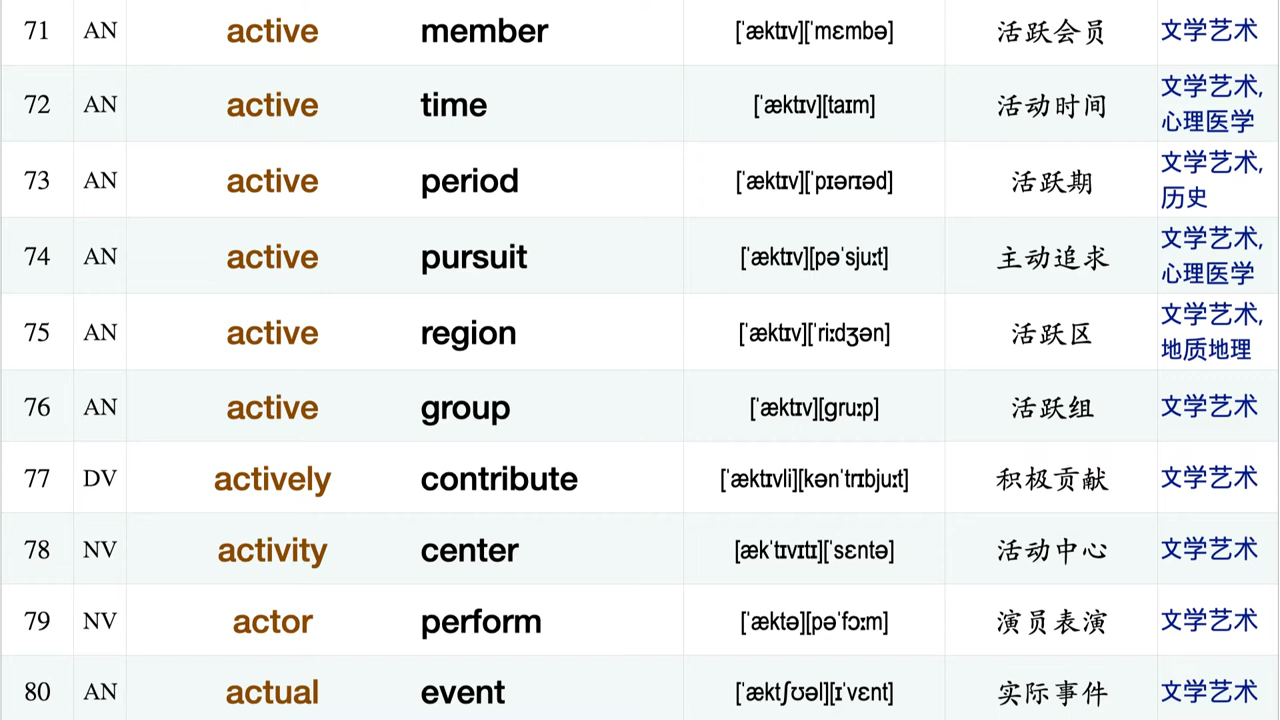 71 AN active member [ˈæktɪv][ˈmɛmbə] 活跃会员 文学艺术
72 AN active time [ˈæktɪv][taɪm] 活动时间 文学艺术,
心理医学
73 AN active period [ˈæktɪv][ˈpɪərɪəd] 活跃期 文学艺术,
历史
74 AN active pursuit [ˈæktɪv][pəˈsjuːt] 主动追求 文学艺术,
心理医学
75 AN active region [ˈæktɪv][ˈriːdʒən] 活跃区 文学艺术,
地质地理
76 AN active group [ˈæktɪv][ɡruːp] 活跃组 文学艺术
77 DV actively contribute [ˈæktɪvli][kənˈtrɪbjuːt] 积极贡献 文学艺术
78 NV activity center [ækˈtɪvɪtɪ][ˈsɛntə] 活动中心 文学艺术
79 NV actor perform [ˈæktə][pəˈfɔːm] 演员表演 文学艺术
80 AN actual event [ˈæktʃʊəl][ɪˈvɛnt] 实际事件 文学艺术